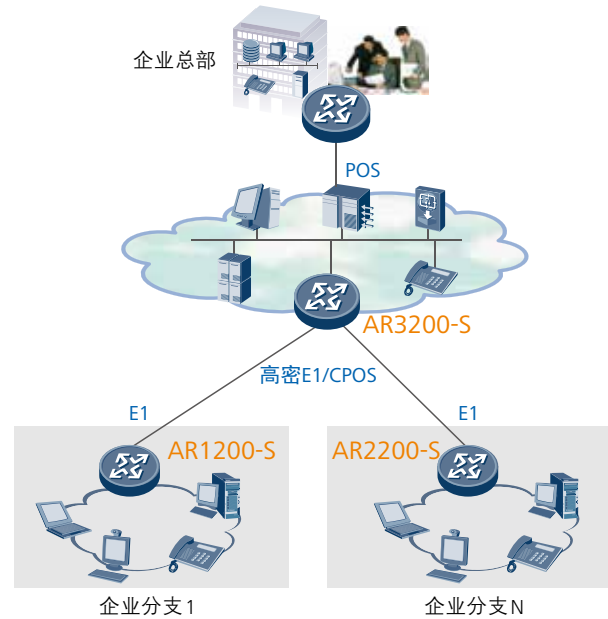 企业总部
POS
AR3200-S
高密E1/CPOS
E1
E1
AR1200-S
AR2200-S
企业分支1
企业分支N